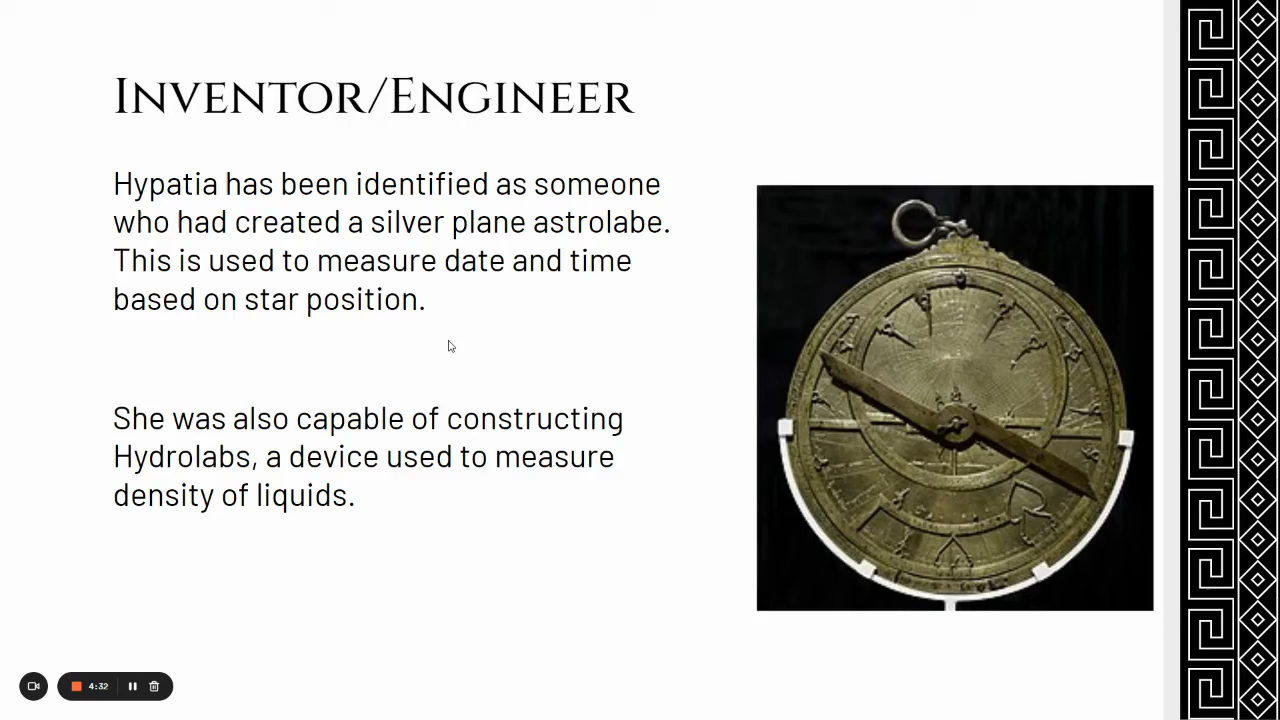 Inventor/Engineer
Hypatia has been identified as someone
who had created a silver plane astrolabe.
This is used to measure date and time
based on star position.
She was also capable of constructing
Hydrolabs, a device used to measure
density of liquids.
4:32